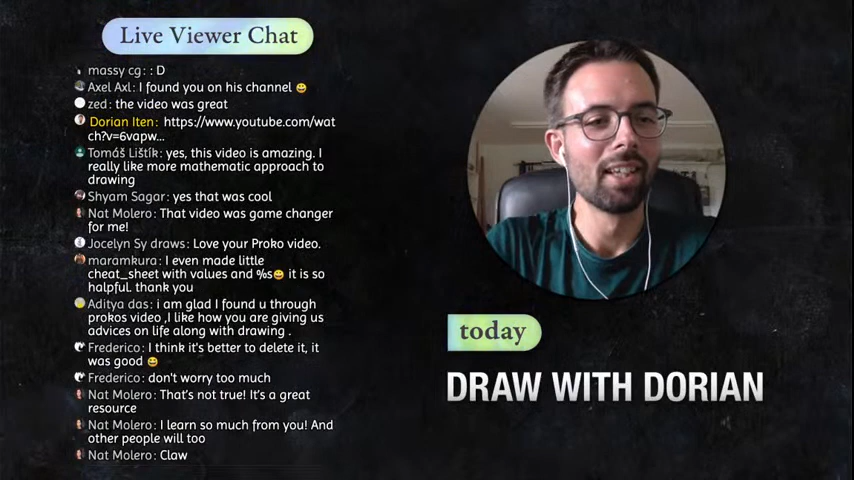 Live Viewer Chat
massy cg: : D
Axel Axl: I found you on his channel 😀
zed: the video was great
Dorian Iten: https://www.youtube.com/wat
ch?v=6vapw...
Tomáš Lištík: yes, this video is amazing. I
really like more mathematic approach to
drawing
Shyam Sagar: yes that was cool
Nat Molero: That video was game changer
for me!
Jocelyn Sy draws: Love your Proko video.
maramkura: I even made little
cheat_sheet with values and %s😀 it is so
halpful. thank you
Aditya das: i am glad I found u through
prokos video ,I like how you are giving us
advices on life along with drawing .
Frederico: I think it's better to delete it, it
was good 😀
Frederico: don't worry too much
Nat Molero: That's not true! It's a great
resource
Nat Molero: I learn so much from you! And
other people will too
Nat Molero: Claw
today
DRAW WITH DORIAN